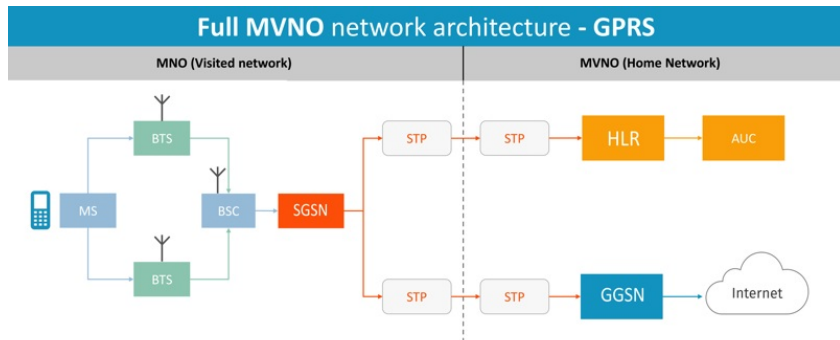 Full MVNO network architecture - GPRS
MNO (Visited network)
MVNO (Home Network)
BTS
STP
STP
HLR
AUC
MS
BSC
SGSN
BTS
STP
STP
GGSN
Internet